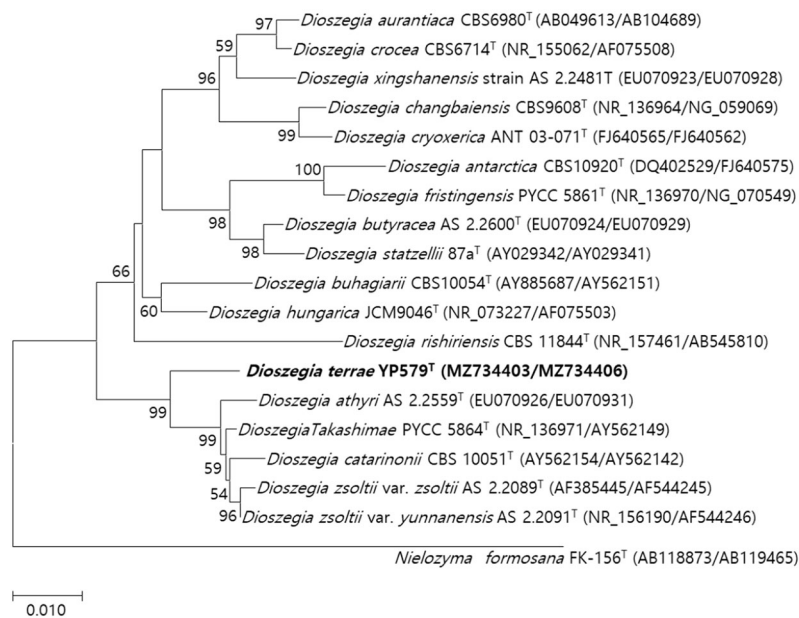 97
Dioszegia aurantiaca CBS6980ᵀ (AB049613/AB104689)
59
Dioszegia crocea CBS6714ᵀ (NR_155062/AF075508)
96
Dioszegia xingshanensis strain AS 2.2481T (EU070923/EU070928)
Dioszegia changbaiensis CBS9608ᵀ (NR_136964/NG_059069)
99
Dioszegia cryoxerica ANT 03-071ᵀ (FJ640565/FJ640562)
100
Dioszegia antarctica CBS10920ᵀ (DQ402529/FJ640575)
Dioszegia fristingensis PYCC 5861ᵀ (NR_136970/NG_070549)
98
Dioszegia butyracea AS 2.2600ᵀ (EU070924/EU070929)
98
Dioszegia statzellii 87aᵀ (AY029342/AY029341)
66
Dioszegia buhagiarii CBS10054ᵀ (AY885687/AY562151)
60
Dioszegia hungarica JCM9046ᵀ (NR_073227/AF075503)
Dioszegia rishiriensis CBS 11844ᵀ (NR_157461/AB545810)
Dioszegia terrae YP579ᵀ (MZ734403/MZ734406)
99
Dioszegia athyri AS 2.2559ᵀ (EU070926/EU070931)
99
DioszegiaTakashimae PYCC 5864ᵀ (NR_136971/AY562149)
59
Dioszegia catarinonii CBS 10051ᵀ (AY562154/AY562142)
54
Dioszegia zsoltii var. zsoltii AS 2.2089ᵀ (AF385445/AF544245)
96
Dioszegia zsoltii var. yunnanensis AS 2.2091ᵀ (NR_156190/AF544246)
Nielozyma formosana FK-156ᵀ (AB118873/AB119465)
0.010